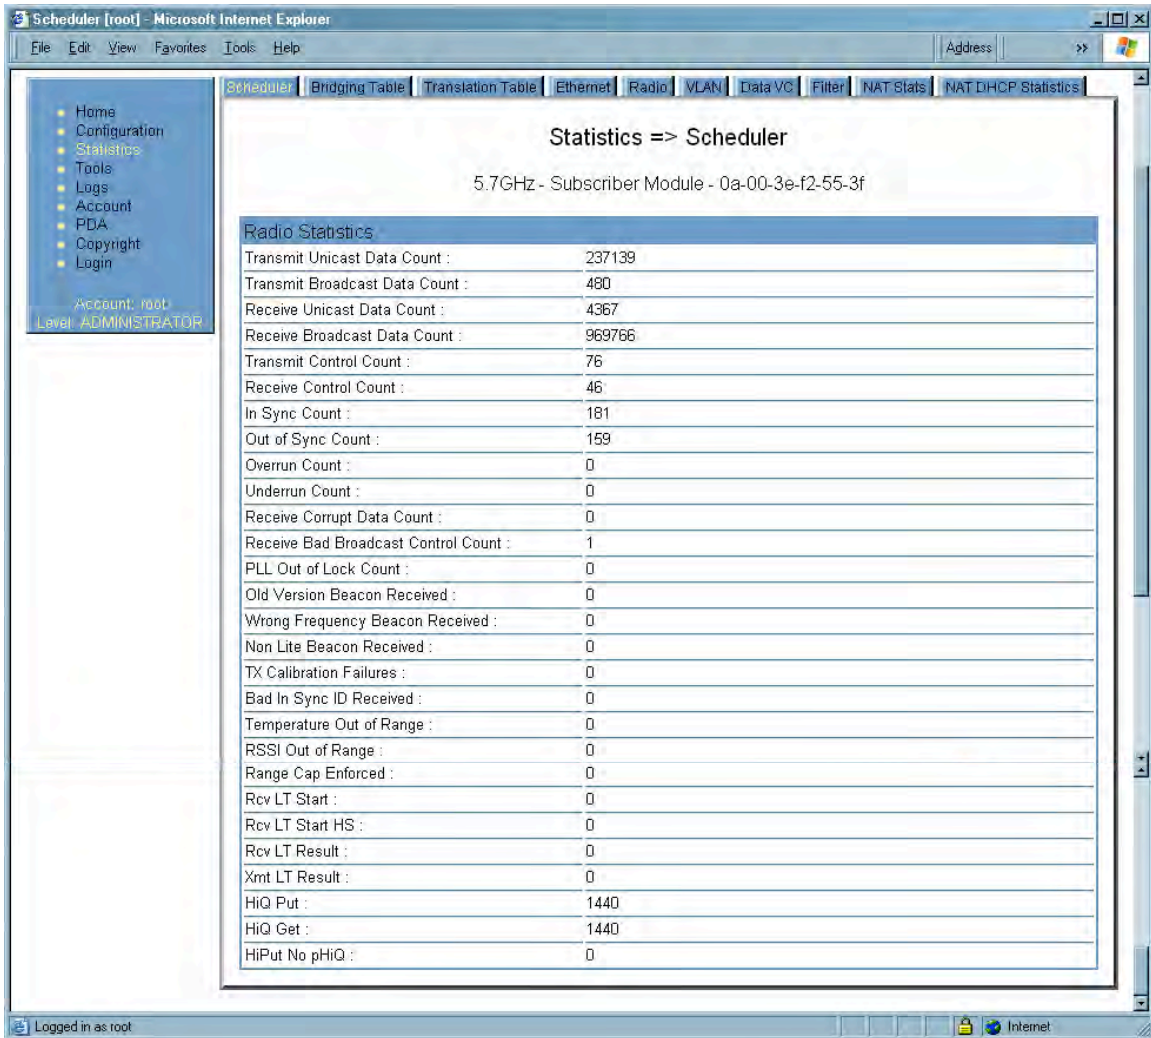 Scheduler [root] - Microsoft Internet Explorer
File Edit View Favorites Tools Help Address »
Home
Configuration
Statistics
Tools
Logs
Account
PDA
Copyright
Login
Account: root
Level: ADMINISTRATOR
Scheduler Bridging Table Translation Table Ethernet Radio VLAN Data VC Filter NAT Stats NAT DHCP Statistics
Statistics => Scheduler
5.7GHz - Subscriber Module - 0a-00-3e-f2-55-3f
Radio Statistics
Transmit Unicast Data Count : 237139
Transmit Broadcast Data Count : 480
Receive Unicast Data Count : 4367
Receive Broadcast Data Count : 969766
Transmit Control Count : 76
Receive Control Count : 46
In Sync Count : 181
Out of Sync Count : 159
Overrun Count : 0
Underrun Count : 0
Receive Corrupt Data Count : 0
Receive Bad Broadcast Control Count : 1
PLL Out of Lock Count : 0
Old Version Beacon Received : 0
Wrong Frequency Beacon Received : 0
Non Lite Beacon Received : 0
TX Calibration Failures : 0
Bad In Sync ID Received : 0
Temperature Out of Range : 0
RSSI Out of Range : 0
Range Cap Enforced : 0
Rcv LT Start : 0
Rcv LT Start HS : 0
Rcv LT Result : 0
Xmt LT Result : 0
HiQ Put : 1440
HiQ Get : 1440
HiPut No pHiQ : 0
Logged in as root Internet